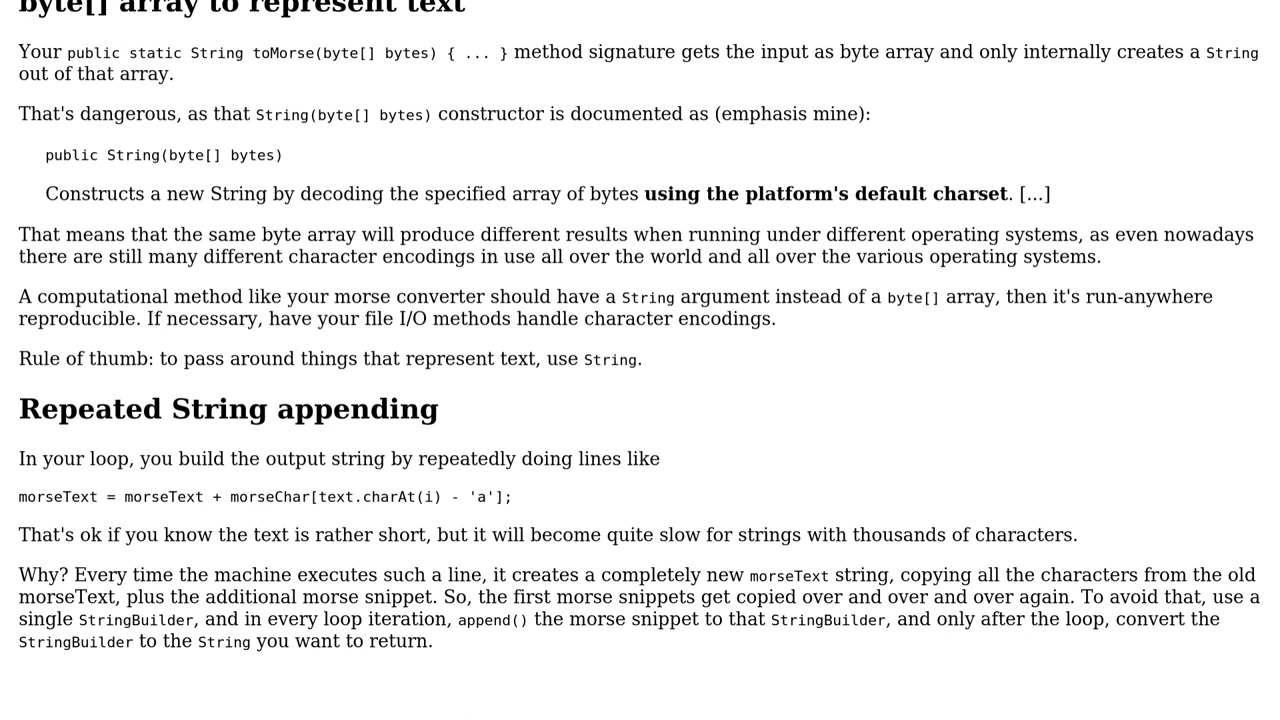 byte[] array to represent text
Your public static String toMorse(byte[] bytes) { ... } method signature gets the input as byte array and only internally creates a String
out of that array.
That's dangerous, as that String(byte[] bytes) constructor is documented as (emphasis mine):
public String(byte[] bytes)
Constructs a new String by decoding the specified array of bytes using the platform's default charset. [...]
That means that the same byte array will produce different results when running under different operating systems, as even nowadays
there are still many different character encodings in use all over the world and all over the various operating systems.
A computational method like your morse converter should have a String argument instead of a byte[] array, then it's run-anywhere
reproducible. If necessary, have your file I/O methods handle character encodings.
Rule of thumb: to pass around things that represent text, use String.
Repeated String appending
In your loop, you build the output string by repeatedly doing lines like
morseText = morseText + morseChar[text.charAt(i) - 'a'];
That's ok if you know the text is rather short, but it will become quite slow for strings with thousands of characters.
Why? Every time the machine executes such a line, it creates a completely new morseText string, copying all the characters from the old
morseText, plus the additional morse snippet. So, the first morse snippets get copied over and over and over again. To avoid that, use a
single StringBuilder, and in every loop iteration, append() the morse snippet to that StringBuilder, and only after the loop, convert the
StringBuilder to the String you want to return.